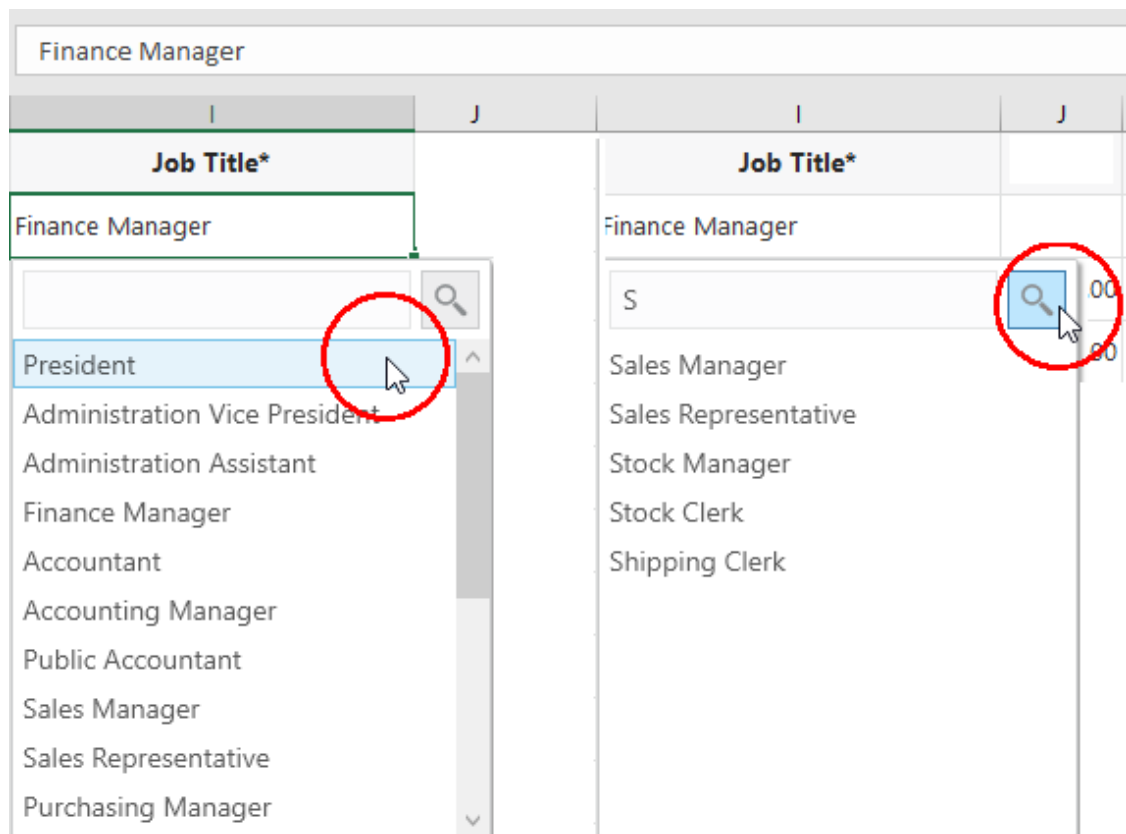 Finance Manager
I J I J
Job Title* Job Title*
Finance Manager Finance Manager
S .00
President Sales Manager 00
Administration Vice President Sales Representative
Administration Assistant Stock Manager
Finance Manager Stock Clerk
Accountant Shipping Clerk
Accounting Manager
Public Accountant
Sales Manager
Sales Representative
Purchasing Manager